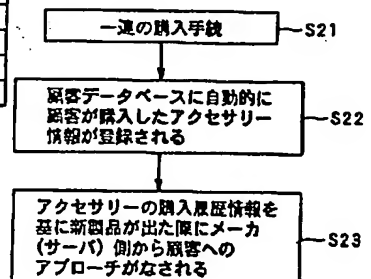 一連の購入手続
S21
顧客データベースに自動的に
顧客が購入したアクセサリー
情報が登録される
S22
アクセサリーの購入履歴情報を
基に新製品が出た際にメーカ
(サーバ)側から顧客への
アプローチがなされる
S23